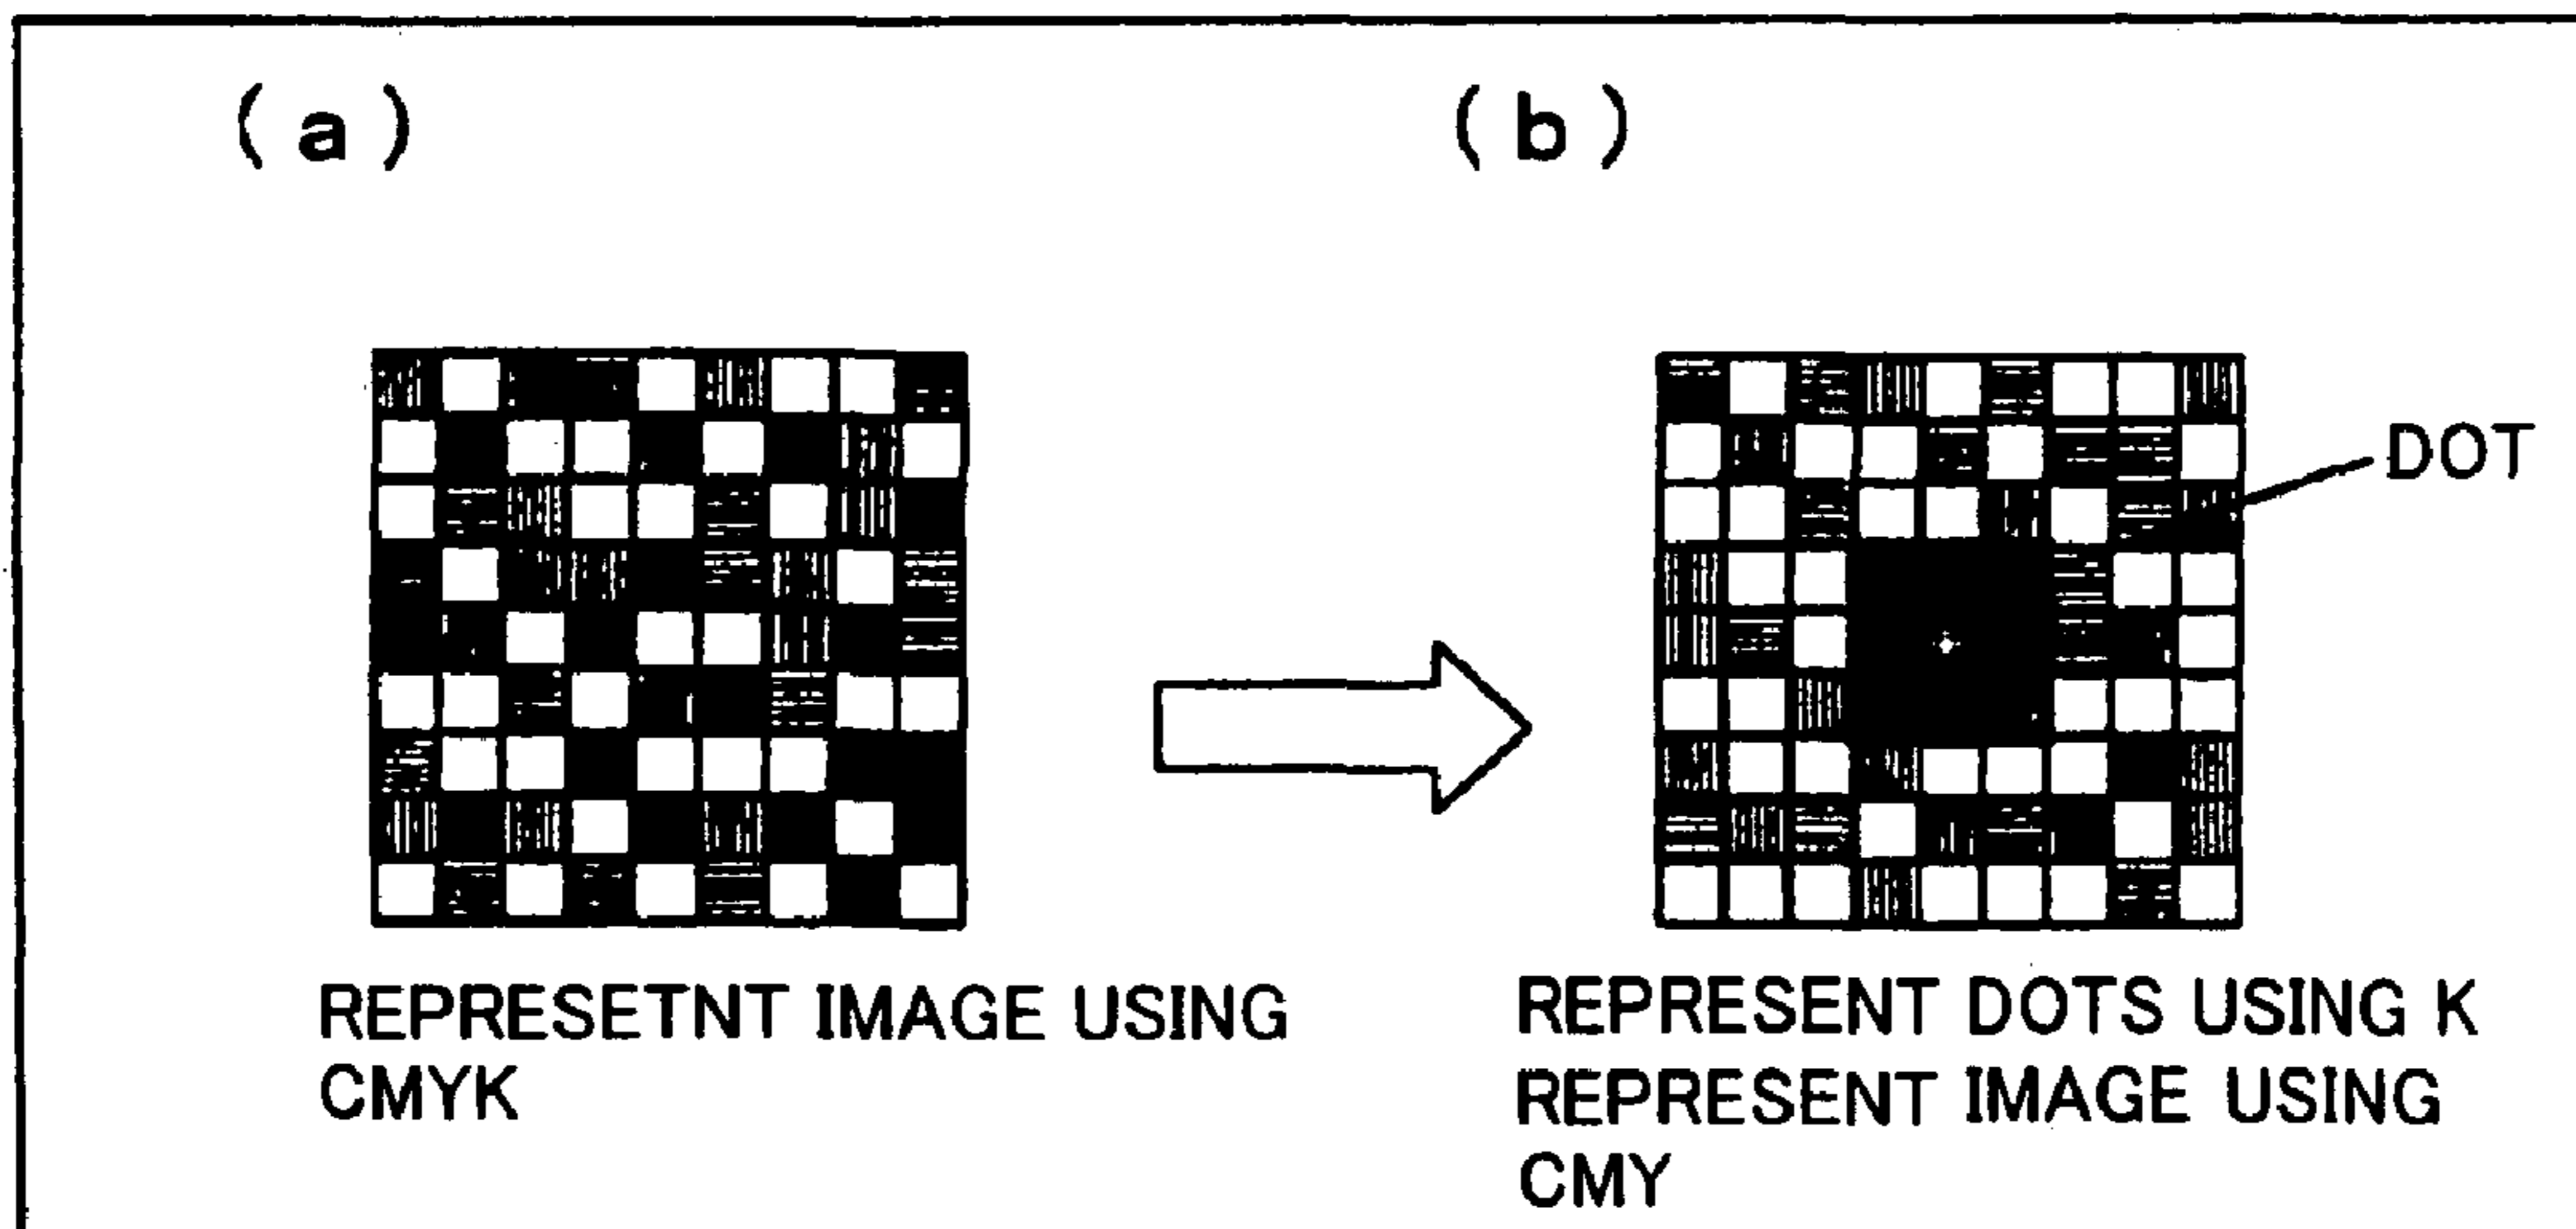 (a)
(b)
DOT
REPRESETNT IMAGE USING
CMYK
REPRESENT DOTS USING K
REPRESENT IMAGE USING
CMY